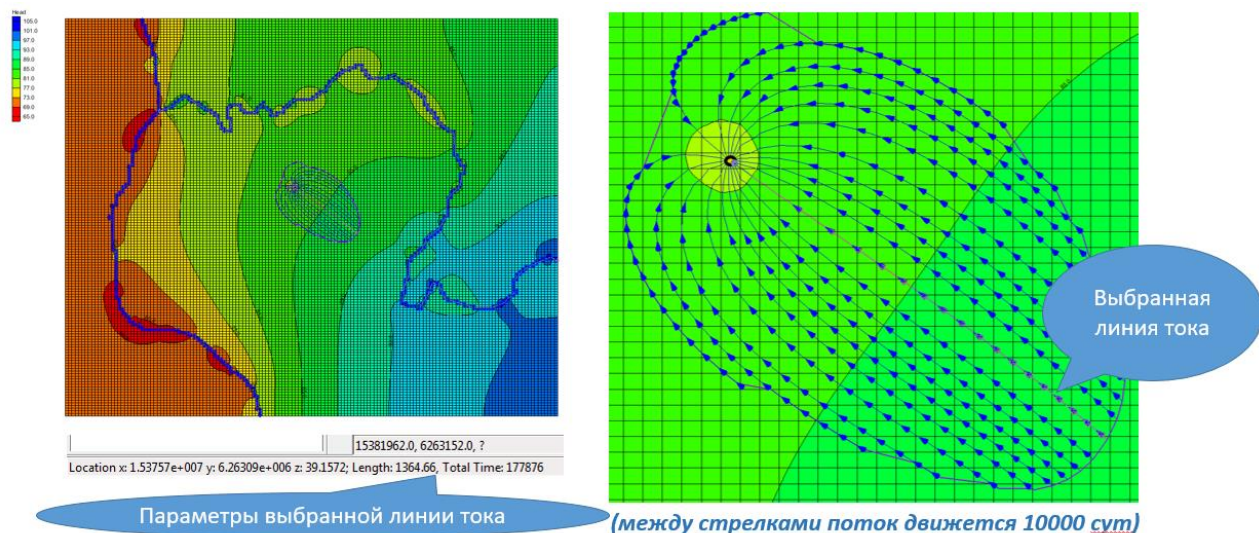 Head
105.0
101.0
97.0
93.0
89.0
85.0
81.0
77.0
73.0
69.0
65.0
15381962.0, 6263152.0, ?
Location x: 1.53757e+007 y: 6.26309e+006 z: 39.1572; Length: 1364.66, Total Time: 177876
Параметры выбранной линии тока
Выбранная
линия тока
(между стрелками поток движется 10000 сут)